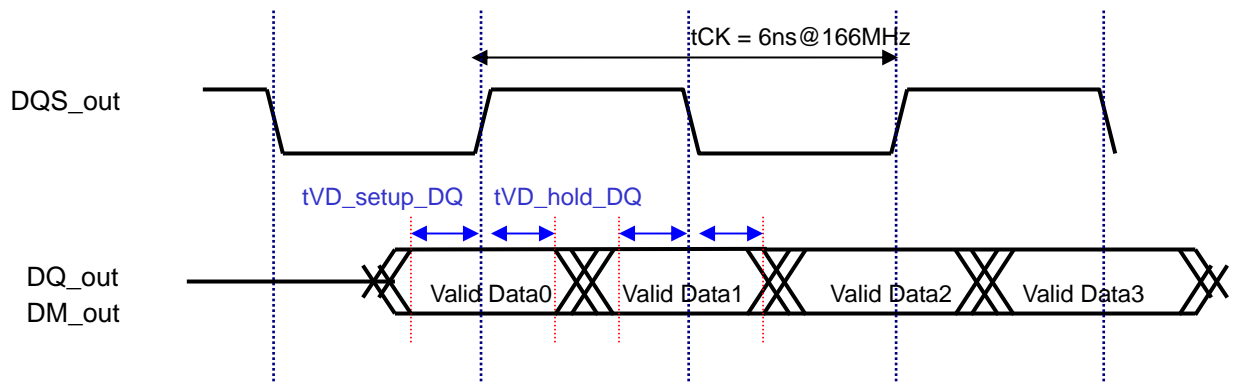 tCK = 6ns@166MHz
DQS_out
tVD_setup_DQ tVD_hold_DQ
DQ_out
DM_out
Valid Data0 Valid Data1 Valid Data2 Valid Data3